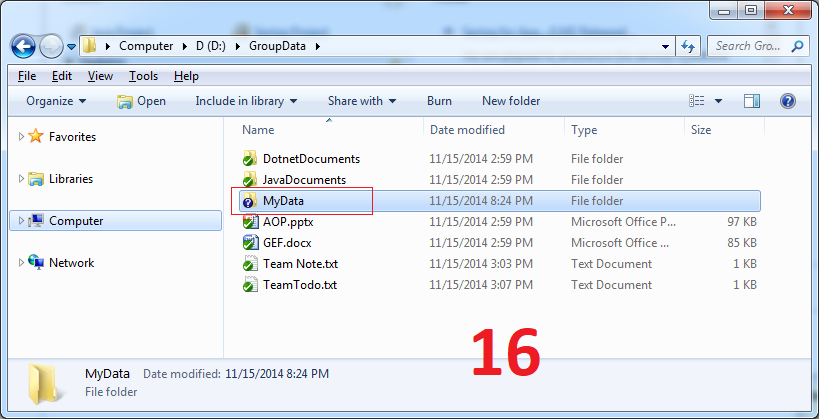 Computer ▸ D (D:) ▸ GroupData ▸ Search Gro...
File Edit View Tools Help
Organize Open Include in library Share with Burn New folder
Favorites
Libraries
Computer
Network
Name Date modified Type Size
DotnetDocuments 11/15/2014 2:59 PM File folder
JavaDocuments 11/15/2014 2:59 PM File folder
MyData 11/15/2014 8:24 PM File folder
AOP.pptx 11/15/2014 2:59 PM Microsoft Office P... 97 KB
GEF.docx 11/15/2014 2:59 PM Microsoft Office ... 85 KB
Team Note.txt 11/15/2014 3:03 PM Text Document 1 KB
TeamTodo.txt 11/15/2014 3:07 PM Text Document 1 KB
16
MyData Date modified: 11/15/2014 8:24 PM
File folder